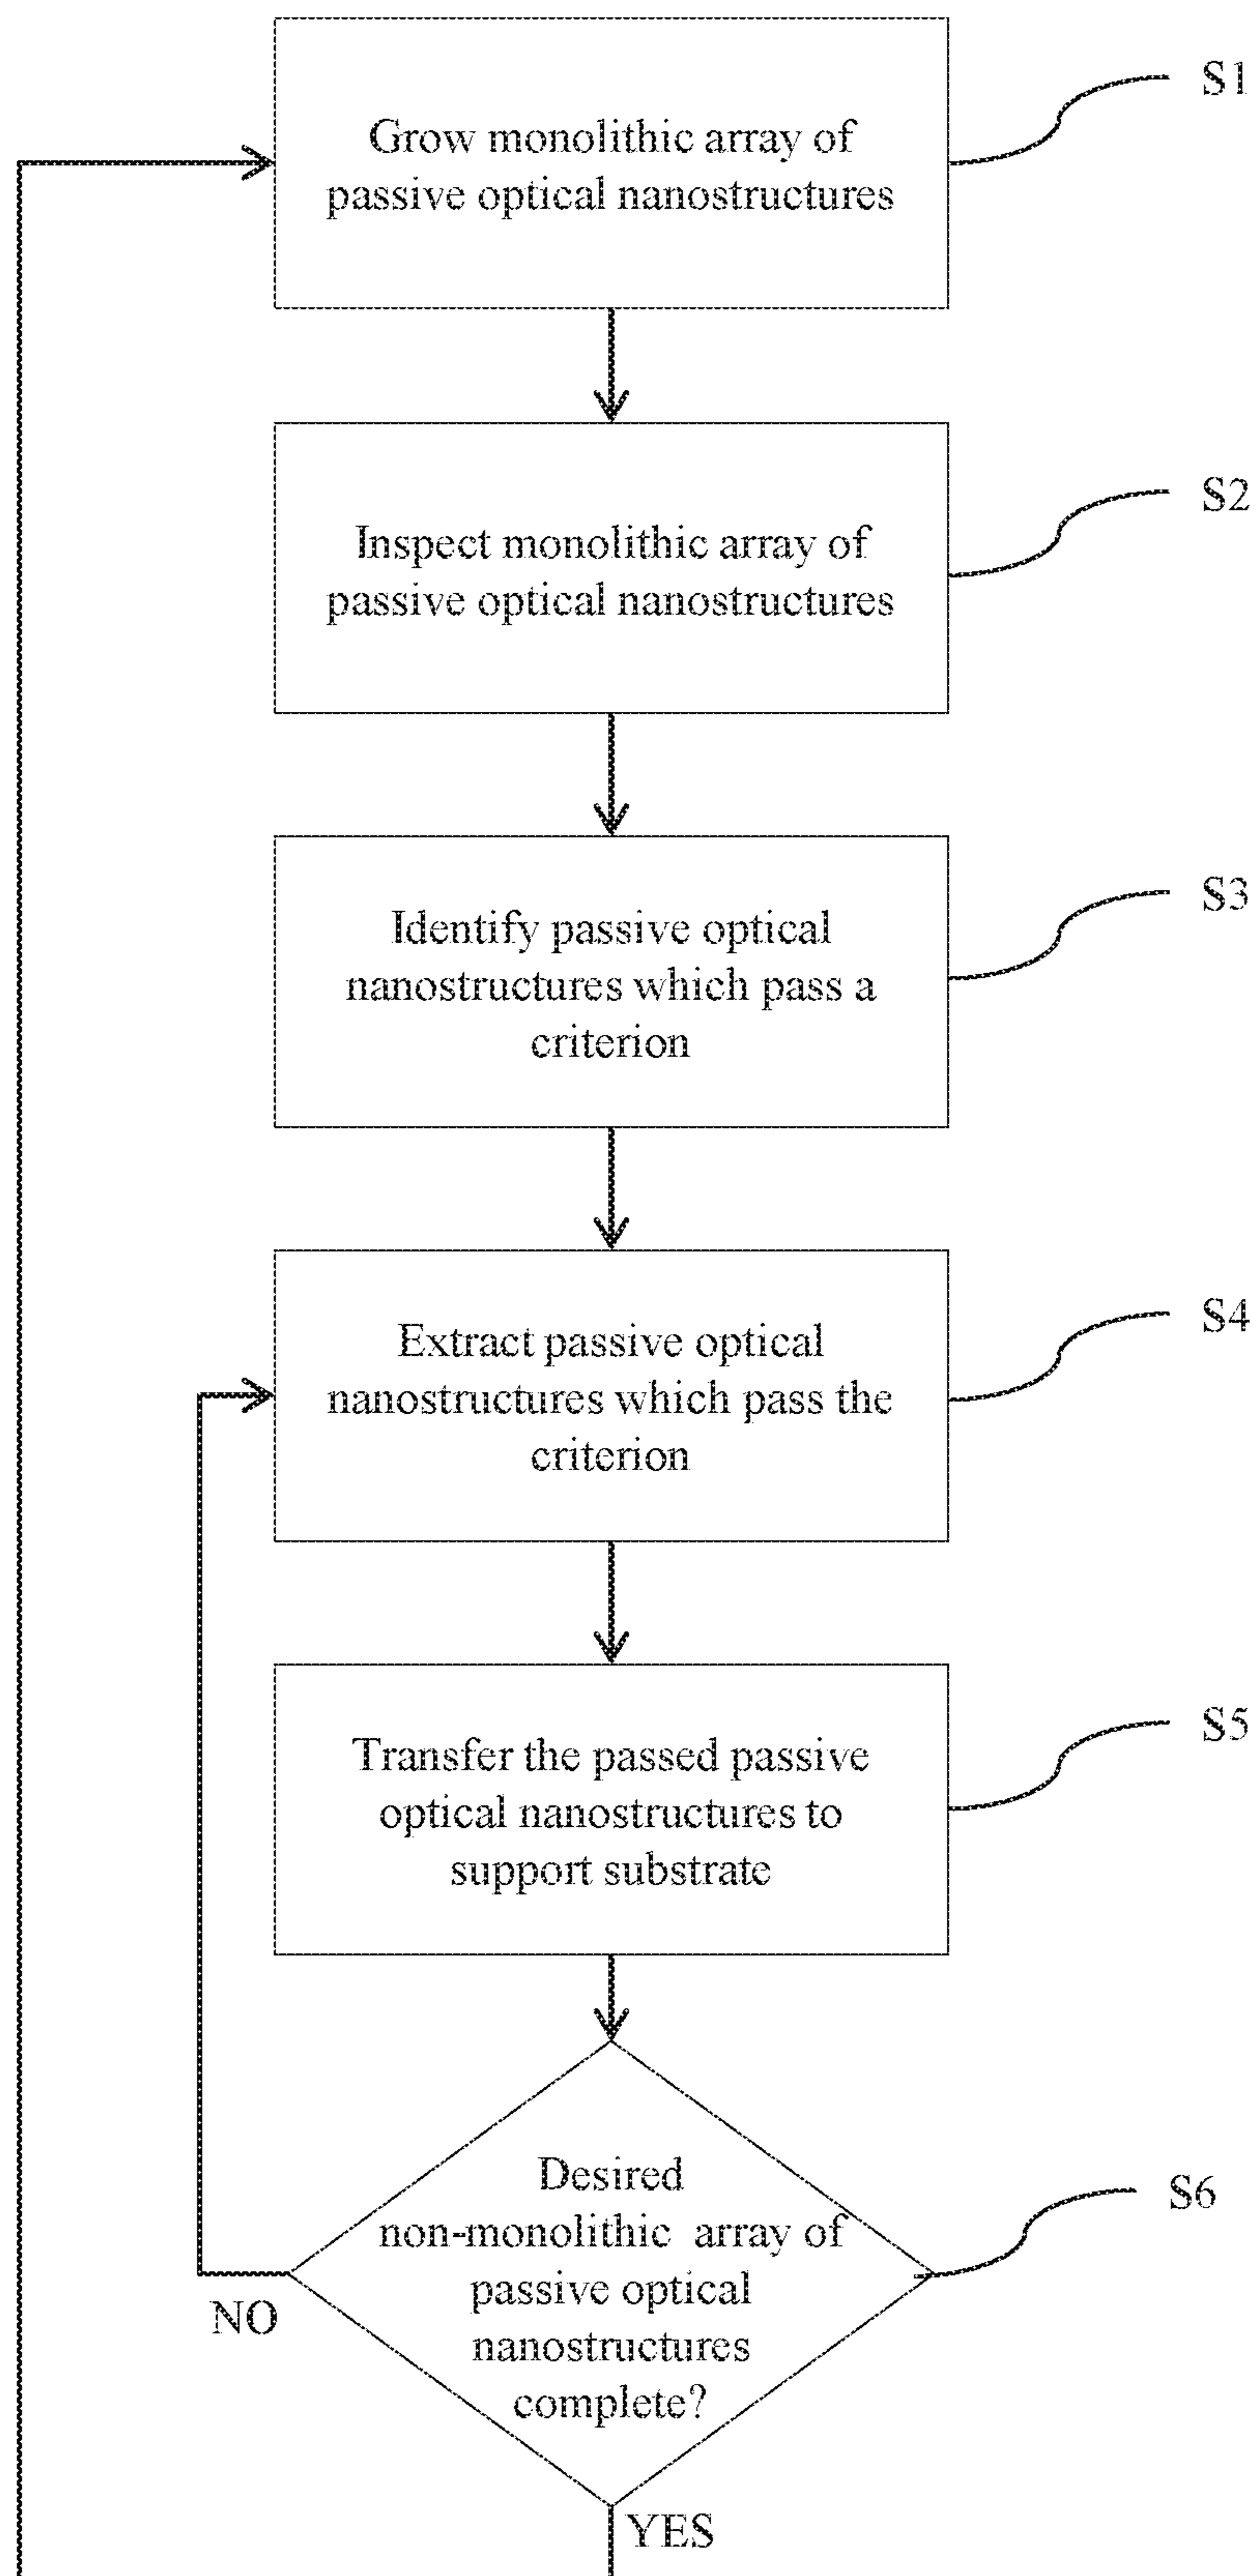 Grow monolithic array of
passive optical nanostructures
S1
Inspect monolithic array of
passive optical nanostructures
S2
Identify passive optical
nanostructures which pass a
criterion
S3
Extract passive optical
nanostructures which pass the
criterion
S4
Transfer the passed passive
optical nanostructures to
support substrate
S5
Desired
non-monolithic array of
passive optical
nanostructures
complete?
S6
NO
YES